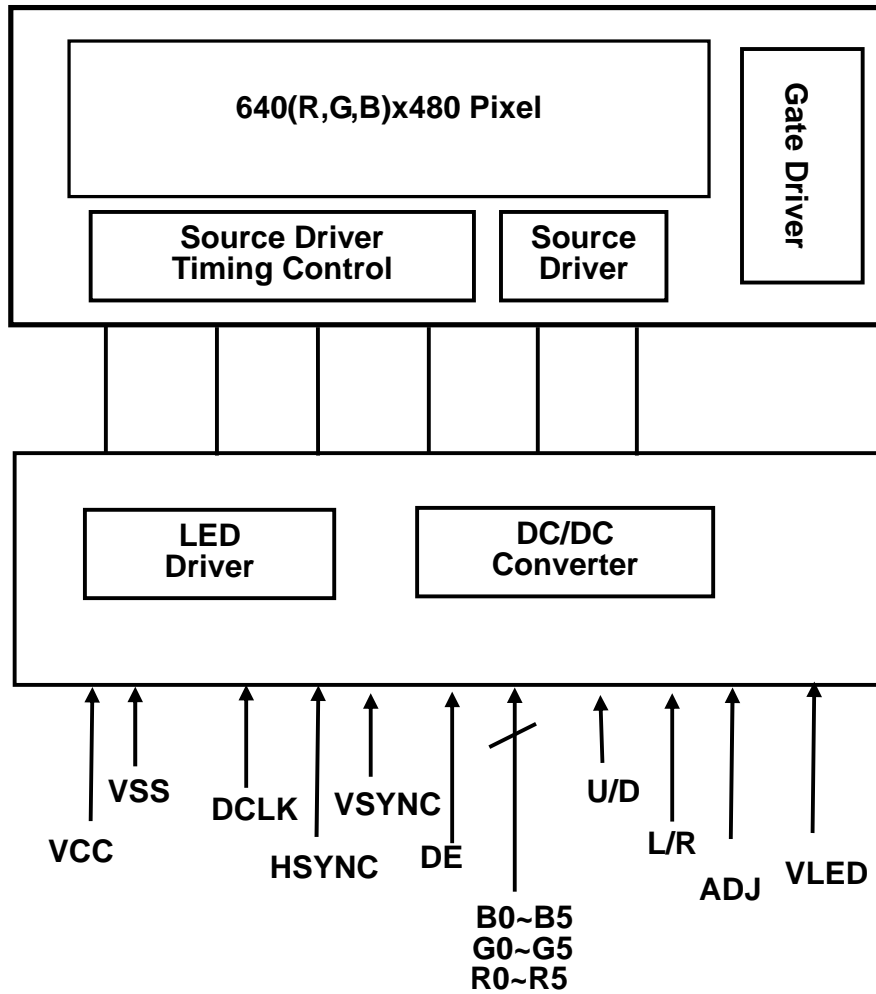 640(R,G,B)x480 Pixel
Gate Driver
Source Driver
Timing Control
Source
Driver
LED
Driver
DC/DC
Converter
VCC
VSS
DCLK
HSYNC
VSYNC
DE
B0~B5
G0~G5
R0~R5
U/D
L/R
ADJ
VLED